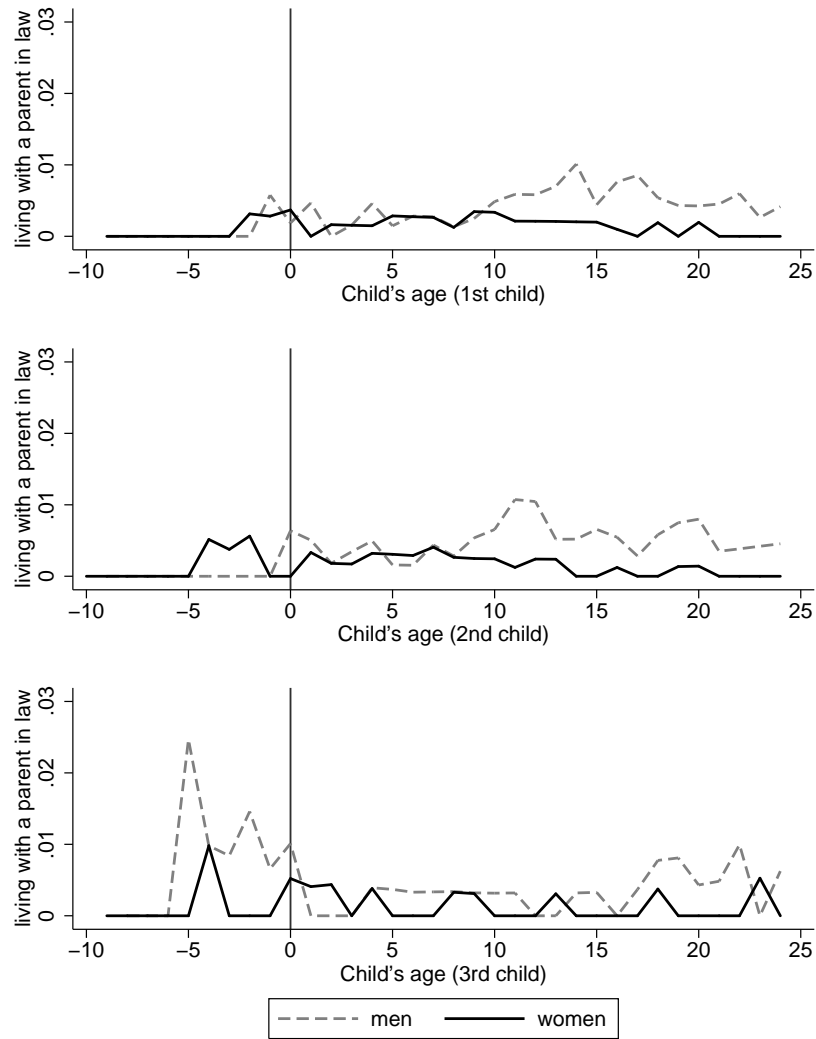 living with a parent in law
.03
.02
.01
0
−10 −5 0 5 10 15 20 25
Child's age (1st child)
living with a parent in law
.03
.02
.01
0
−10 −5 0 5 10 15 20 25
Child's age (2nd child)
living with a parent in law
.03
.02
.01
0
−10 −5 0 5 10 15 20 25
Child's age (3rd child)
men women